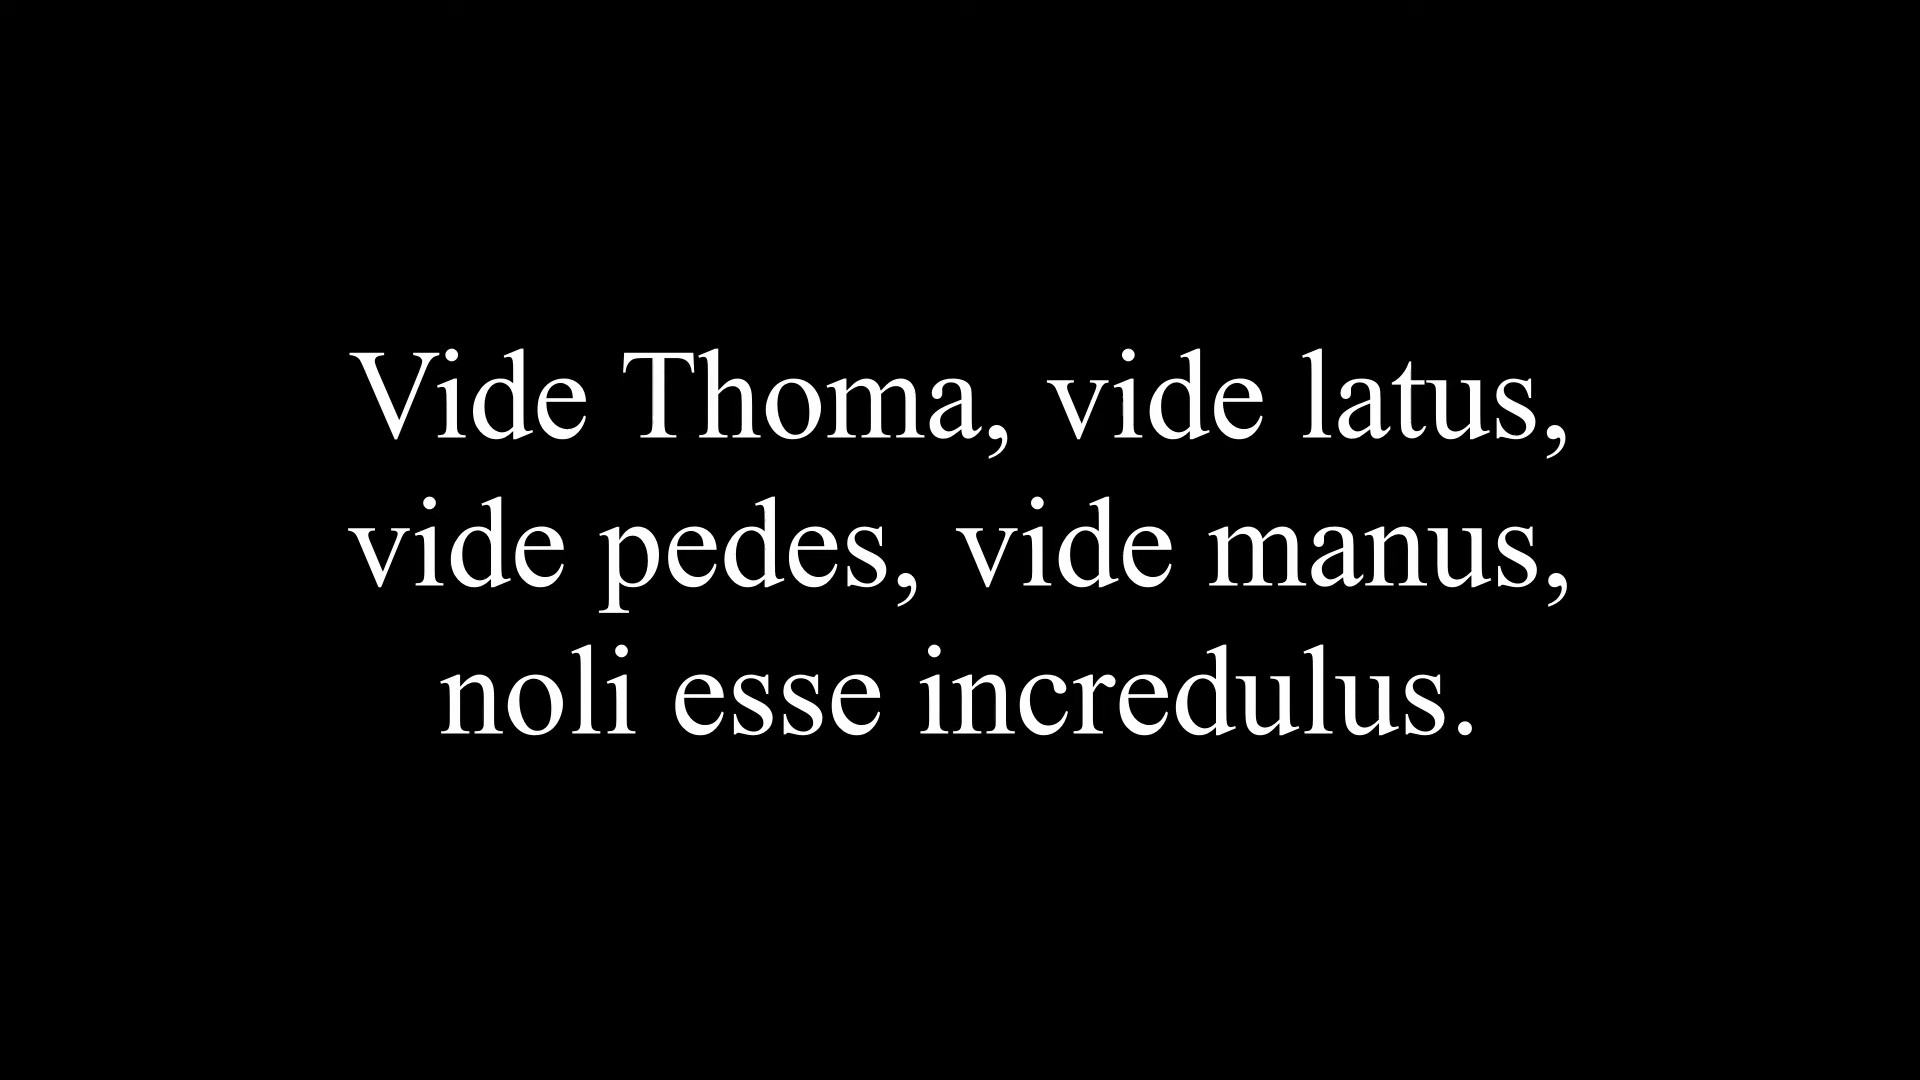 Vide Thoma, vide latus,
vide pedes, vide manus,
noli esse incredulus.